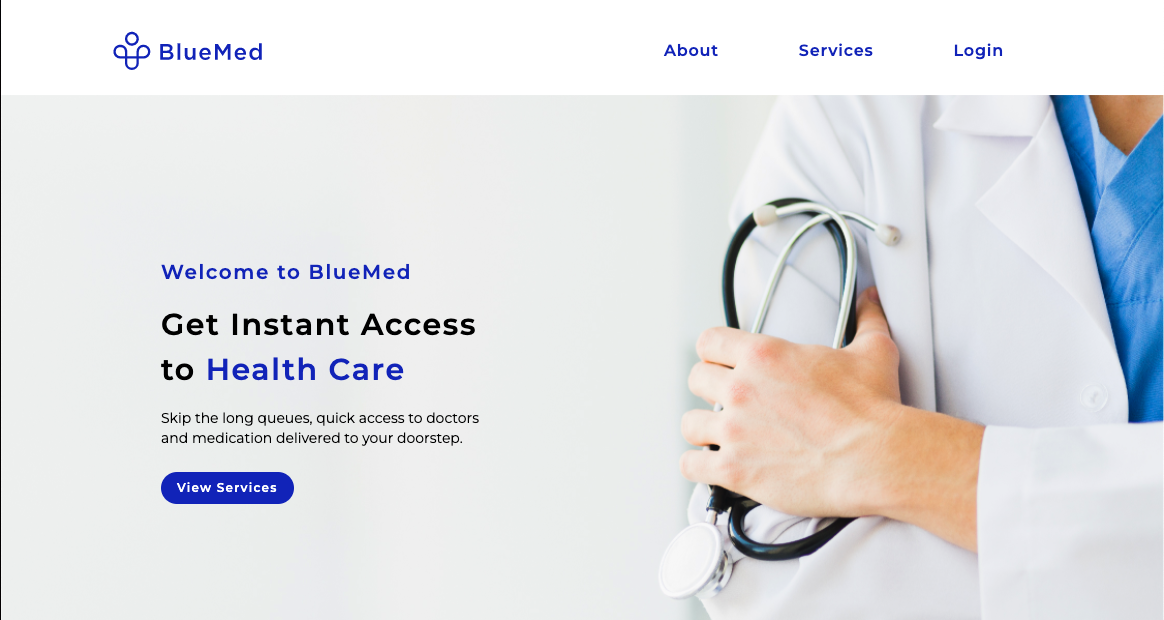 BlueMed
About
Services
Login
Welcome to BlueMed
Get Instant Access
to Health Care
Skip the long queues, quick access to doctors
and medication delivered to your doorstep.
View Services